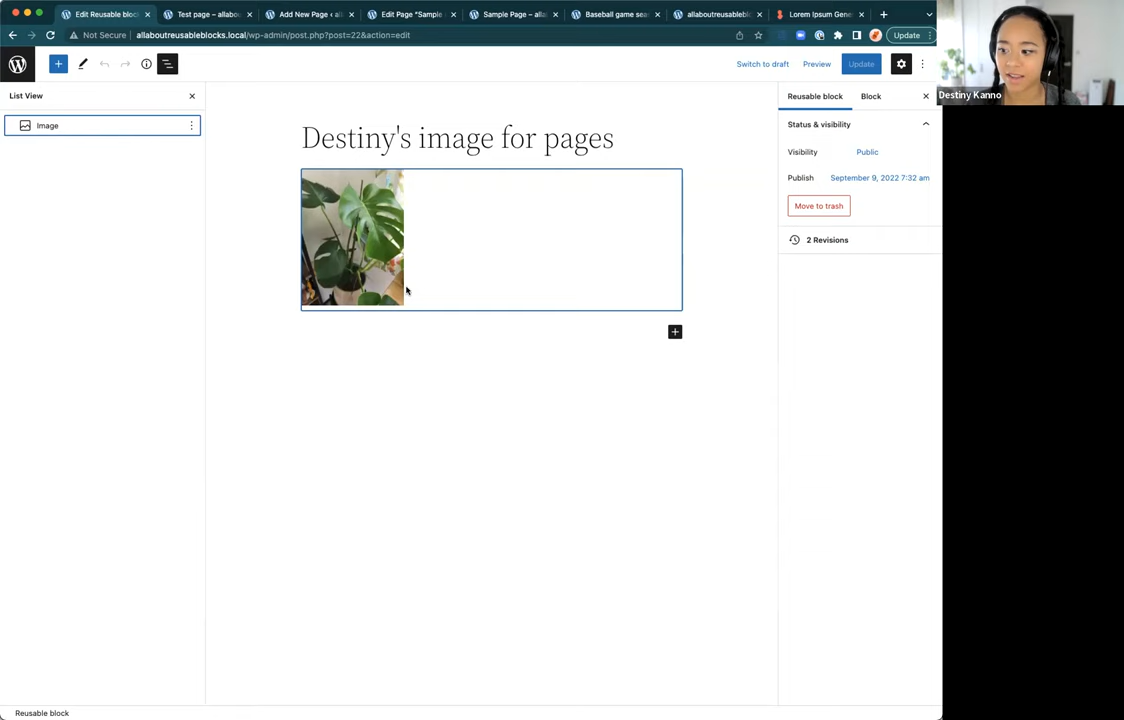 Edit Reusable bloc
Test page – allabo
Add New Page ‹ al
Edit Page "Sample
Sample Page – alla
Baseball game sea
allaboutreusablebl
Lorem Ipsum Gene
Not Secure
allaboutreusableblocks.local/wp-admin/post.php?post=22&action=edit
Update
Switch to draft
Preview
Update
Destiny Kanno
List View
Reusable block
Block
Image
Status & visibility
Destiny's image for pages
Visibility
Public
Publish
September 9, 2022 7:32 am
Move to trash
2 Revisions
Reusable block